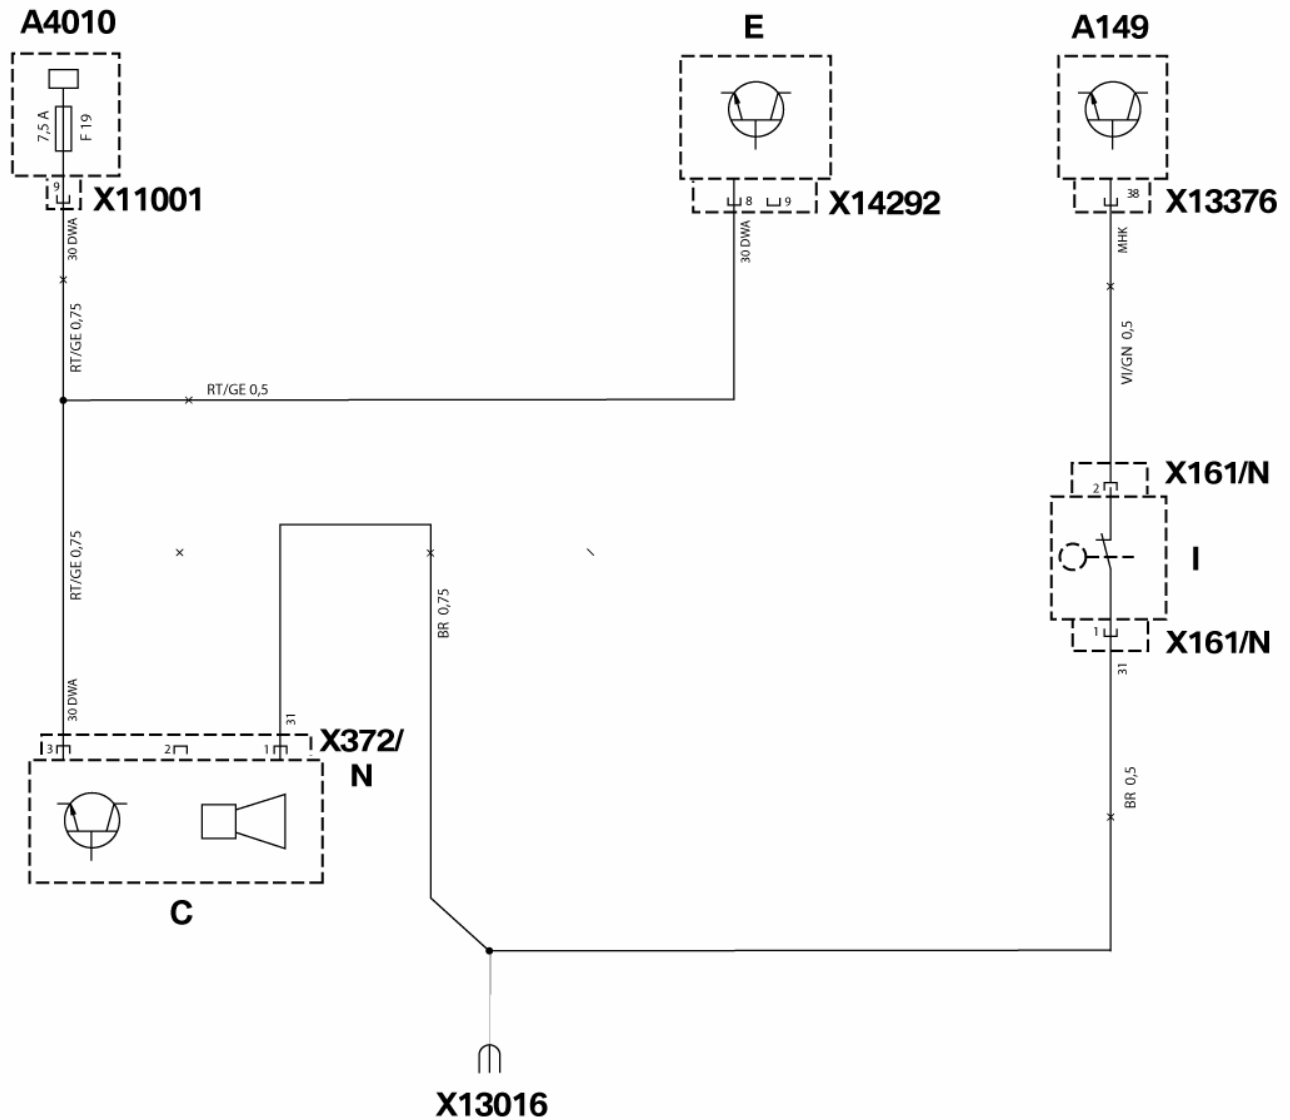 A4010
E
A149
7,5 A
F 19
9
X11001
8
9
X14292
38
X13376
30 DWA
30 DWA
MHK
RT/GE 0,75
VI/GN 0,5
RT/GE 0,5
X161/N
2
RT/GE 0,75
I
BR 0,75
1
X161/N
31
30 DWA
31
3
2
1
X372/
N
BR 0,5
C
X13016